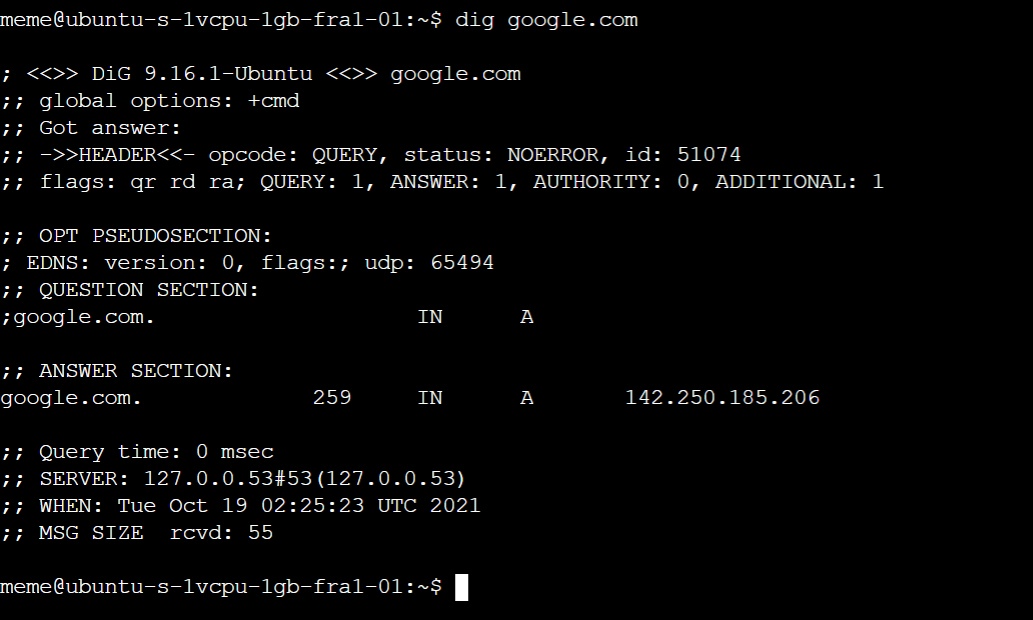 meme@ubuntu-s-1vcpu-1gb-fra1-01:~$ dig google.com
; <<>> DiG 9.16.1-Ubuntu <<>> google.com
;; global options: +cmd
;; Got answer:
;; ->>HEADER<<- opcode: QUERY, status: NOERROR, id: 51074
;; flags: qr rd ra; QUERY: 1, ANSWER: 1, AUTHORITY: 0, ADDITIONAL: 1
;; OPT PSEUDOSECTION:
; EDNS: version: 0, flags:; udp: 65494
;; QUESTION SECTION:
;google.com. IN A
;; ANSWER SECTION:
google.com. 259 IN A 142.250.185.206
;; Query time: 0 msec
;; SERVER: 127.0.0.53#53(127.0.0.53)
;; WHEN: Tue Oct 19 02:25:23 UTC 2021
;; MSG SIZE  rcvd: 55
meme@ubuntu-s-1vcpu-1gb-fra1-01:~$